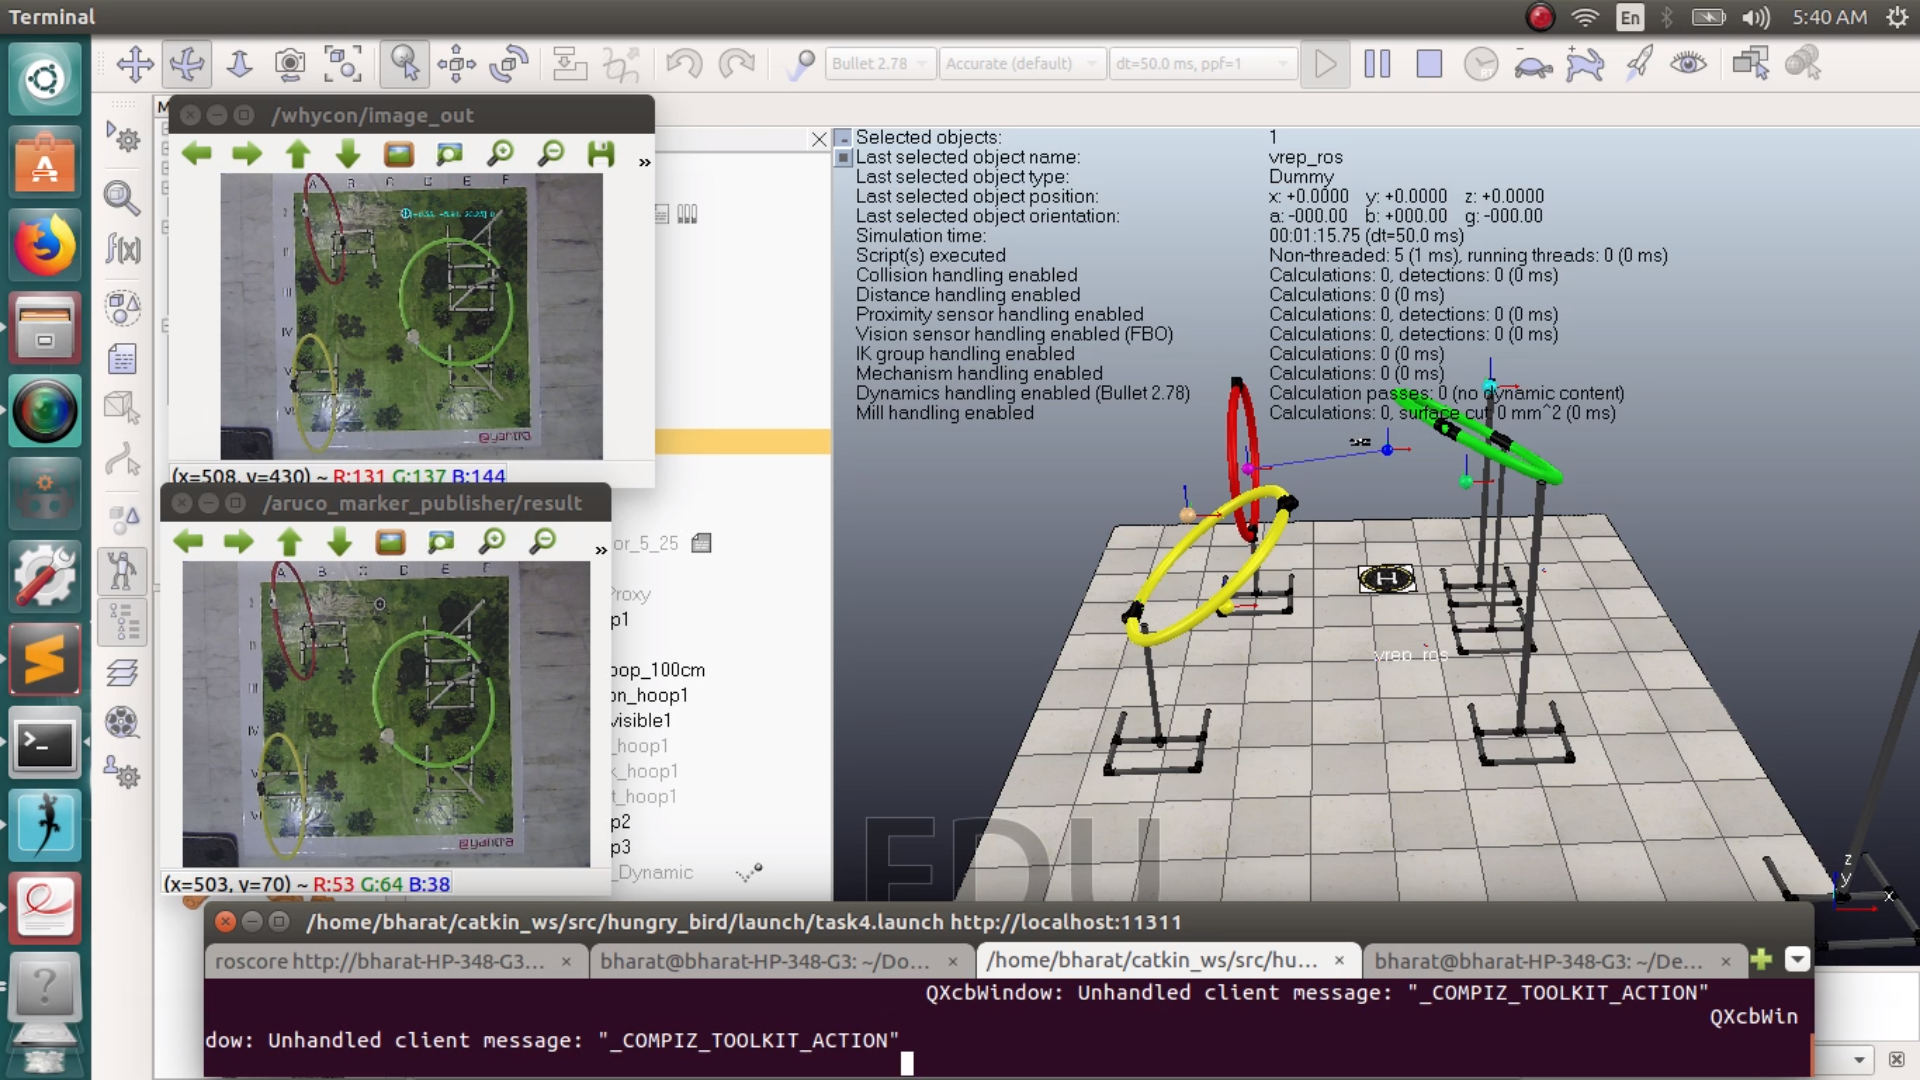 Terminal
En
5:40 AM
Bullet 2.78
Accurate (default)
dt=50.0 ms, ppf=1
/whycon/image_out
»
A B C D E F
@yantra
(x=508, y=430) ~ R:131 G:137 B:144
/aruco_marker_publisher/result
»
A B C D E F
@yantra
(x=503, y=70) ~ R:53 G:64 B:38
f(x)
or_5_25
Proxy
p1
oop_100cm
on_hoop1
visible1
_hoop1
k_hoop1
t_hoop1
p2
p3
_Dynamic
Selected objects: 1
Last selected object name: vrep_ros
Last selected object type: Dummy
Last selected object position: x: +0.0000 y: +0.0000 z: +0.0000
Last selected object orientation: a: -000.00 b: +000.00 g: -000.00
Simulation time: 00:01:15.75 (dt=50.0 ms)
Script(s) executed Non-threaded: 5 (1 ms), running threads: 0 (0 ms)
Collision handling enabled Calculations: 0, detections: 0 (0 ms)
Distance handling enabled Calculations: 0 (0 ms)
Proximity sensor handling enabled Calculations: 0, detections: 0 (0 ms)
Vision sensor handling enabled (FBO) Calculations: 0, detections: 0 (0 ms)
IK group handling enabled Calculations: 0 (0 ms)
Mechanism handling enabled Calculations: 0 (0 ms)
Dynamics handling enabled (Bullet 2.78) Calculation passes: 0 (no dynamic content)
Mill handling enabled Calculations: 0, surface cut: 0 mm^2 (0 ms)
H
vrep_ros
EDU
z
y
x
/home/bharat/catkin_ws/src/hungry_bird/launch/task4.launch http://localhost:11311
roscore http://bharat-HP-348-G3...
bharat@bharat-HP-348-G3: ~/Do...
/home/bharat/catkin_ws/src/hu...
bharat@bharat-HP-348-G3: ~/De...
QXcbWindow: Unhandled client message: "_COMPIZ_TOOLKIT_ACTION"
QXcbWin
dow: Unhandled client message: "_COMPIZ_TOOLKIT_ACTION"